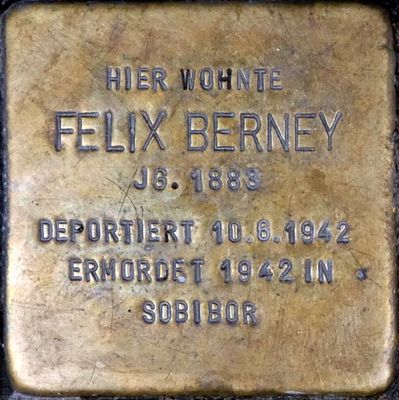 HIER WOHNTE
FELIX BERNEY
JG. 1883
DEPORTIERT 10.6.1942
ERMORDET 1942 IN
SOBIBOR